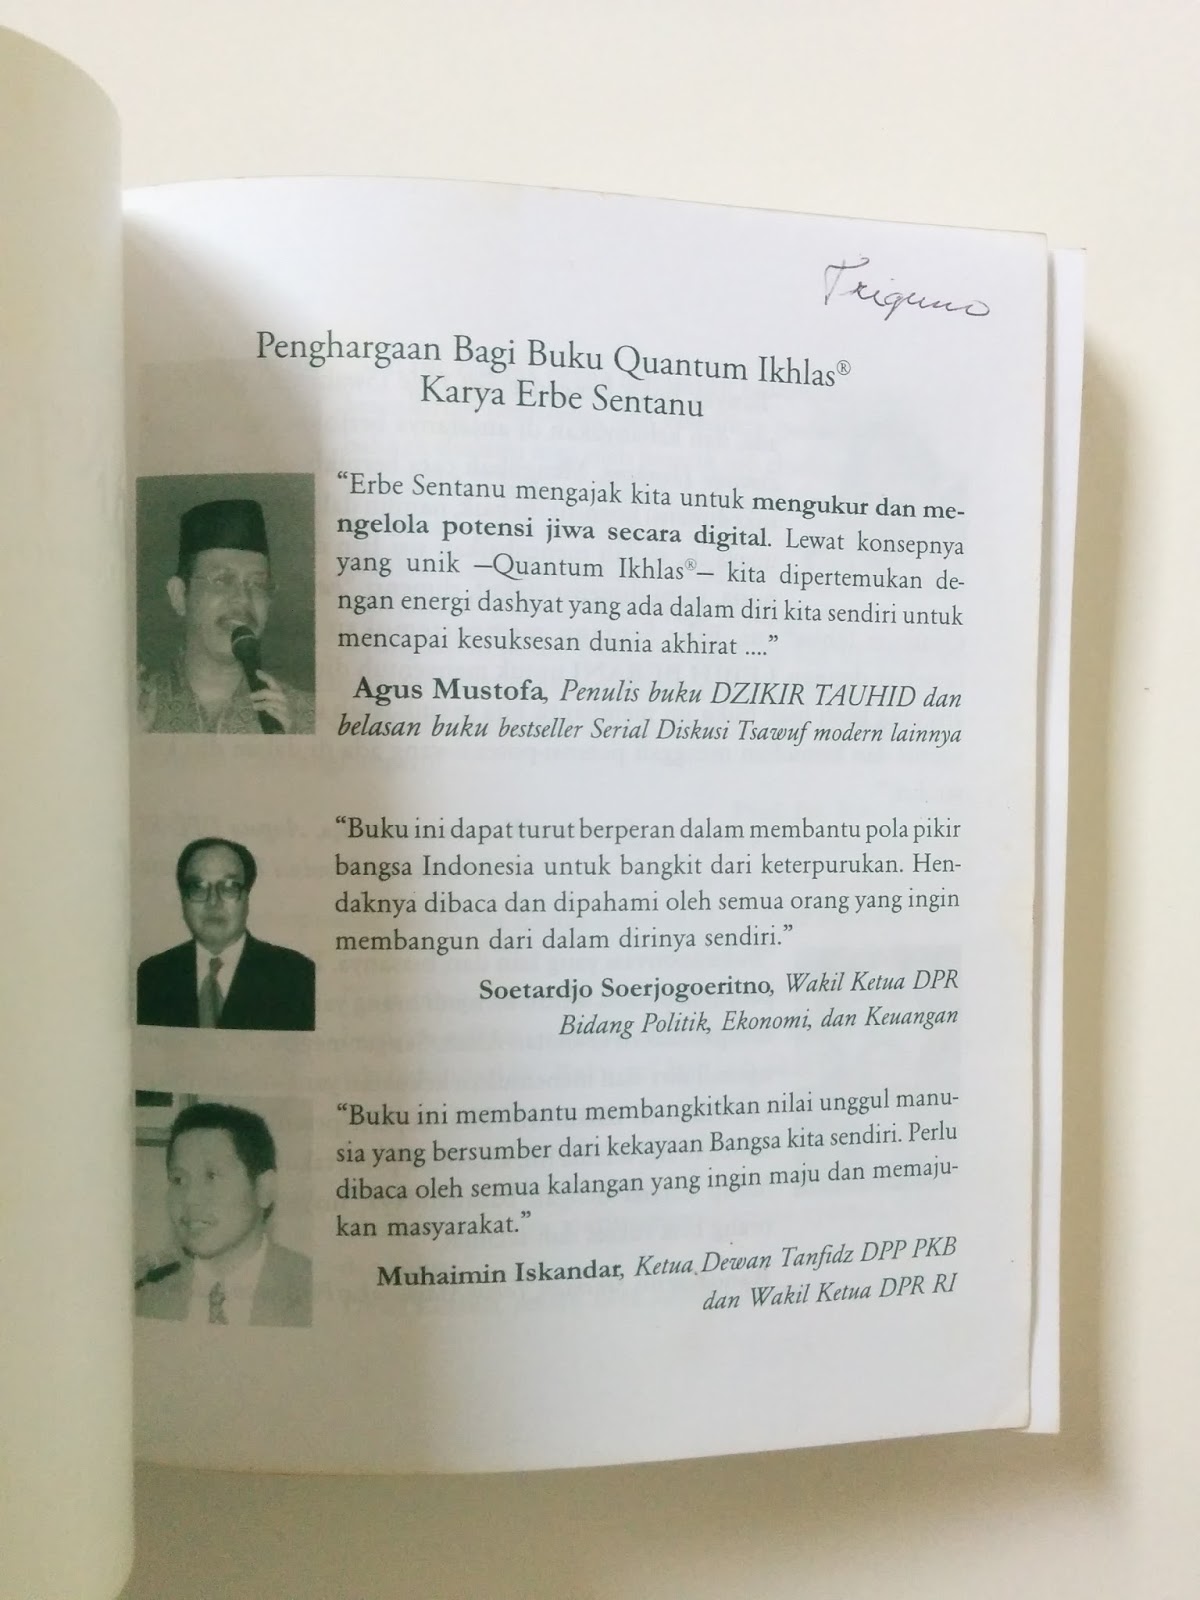 Triguno
Penghargaan Bagi Buku Quantum Ikhlas®
Karya Erbe Sentanu
“Erbe Sentanu mengajak kita untuk mengukur dan me-
ngelola potensi jiwa secara digital. Lewat konsepnya
yang unik —Quantum Ikhlas®— kita dipertemukan de-
ngan energi dashyat yang ada dalam diri kita sendiri untuk
mencapai kesuksesan dunia akhirat ....”
Agus Mustofa, Penulis buku DZIKIR TAUHID dan
belasan buku bestseller Serial Diskusi Tsawuf modern lainnya
“Buku ini dapat turut berperan dalam membantu pola pikir
bangsa Indonesia untuk bangkit dari keterpurukan. Hen-
daknya dibaca dan dipahami oleh semua orang yang ingin
membangun dari dalam dirinya sendiri.”
Soetardjo Soerjogoeritno, Wakil Ketua DPR
Bidang Politik, Ekonomi, dan Keuangan
“Buku ini membantu membangkitkan nilai unggul manu-
sia yang bersumber dari kekayaan Bangsa kita sendiri. Perlu
dibaca oleh semua kalangan yang ingin maju dan memaju-
kan masyarakat.”
Muhaimin Iskandar, Ketua Dewan Tanfidz DPP PKB
dan Wakil Ketua DPR RI